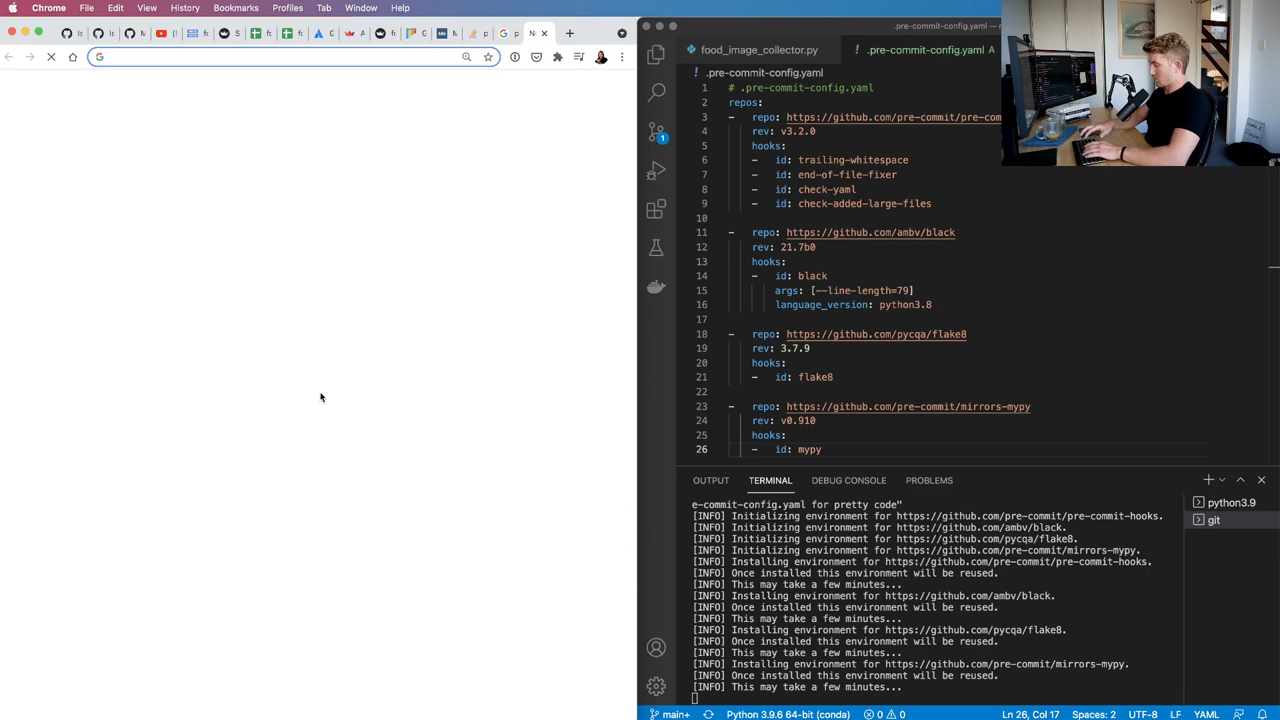 Chrome File Edit View History Bookmarks Profiles Tab Window Help
.pre-commit-config.yaml
food_image_collector.py
.pre-commit-config.yaml A
.pre-commit-config.yaml
1 # .pre-commit-config.yaml
2 repos:
3 - repo: https://github.com/pre-commit/pre-com
4 rev: v3.2.0
5 hooks:
6 - id: trailing-whitespace
7 - id: end-of-file-fixer
8 - id: check-yaml
9 - id: check-added-large-files
10
11 - repo: https://github.com/ambv/black
12 rev: 21.7b0
13 hooks:
14 - id: black
15 args: [--line-length=79]
16 language_version: python3.8
17
18 - repo: https://github.com/pycqa/flake8
19 rev: 3.7.9
20 hooks:
21 - id: flake8
22
23 - repo: https://github.com/pre-commit/mirrors-mypy
24 rev: v0.910
25 hooks:
26 - id: mypy
1
OUTPUT TERMINAL DEBUG CONSOLE PROBLEMS
python3.9
git
e-commit-config.yaml for pretty code"
[INFO] Initializing environment for https://github.com/pre-commit/pre-commit-hooks.
[INFO] Initializing environment for https://github.com/ambv/black.
[INFO] Initializing environment for https://github.com/pycqa/flake8.
[INFO] Initializing environment for https://github.com/pre-commit/mirrors-mypy.
[INFO] Installing environment for https://github.com/pre-commit/pre-commit-hooks.
[INFO] Once installed this environment will be reused.
[INFO] This may take a few minutes...
[INFO] Installing environment for https://github.com/ambv/black.
[INFO] Once installed this environment will be reused.
[INFO] This may take a few minutes...
[INFO] Installing environment for https://github.com/pycqa/flake8.
[INFO] Once installed this environment will be reused.
[INFO] This may take a few minutes...
[INFO] Installing environment for https://github.com/pre-commit/mirrors-mypy.
[INFO] Once installed this environment will be reused.
[INFO] This may take a few minutes...
main+ Python 3.9.6 64-bit (conda) 0 0 Ln 26, Col 17 Spaces: 2 UTF-8 LF YAML